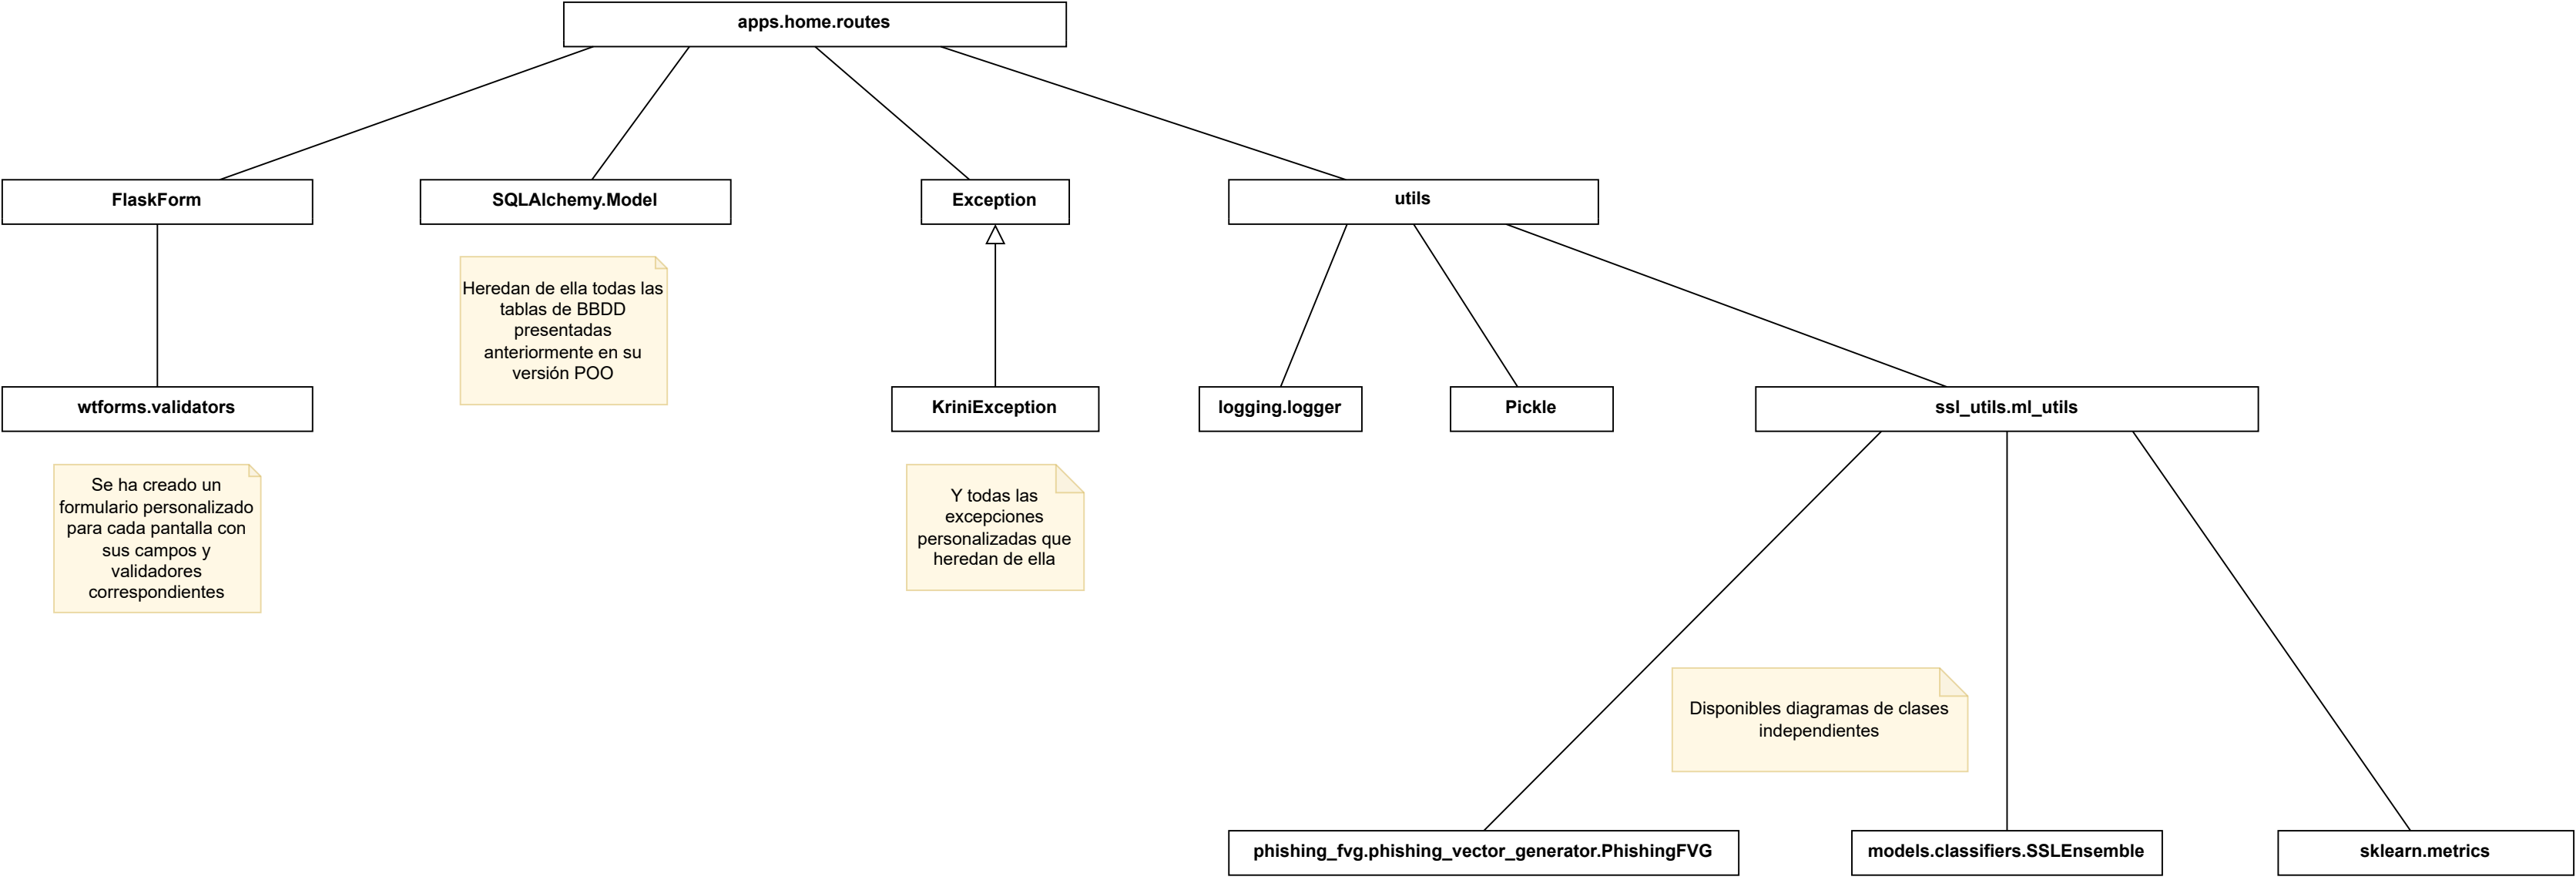 apps.home.routes
FlaskForm
SQLAlchemy.Model
Exception
utils
Heredan de ella todas las
tablas de BBDD
presentadas
anteriormente en su
versión POO
wtforms.validators
KriniException
logging.logger
Pickle
ssl_utils.ml_utils
Se ha creado un
formulario personalizado
para cada pantalla con
sus campos y
validadores
correspondientes
Y todas las
excepciones
personalizadas que
heredan de ella
Disponibles diagramas de clases
independientes
phishing_fvg.phishing_vector_generator.PhishingFVG
models.classifiers.SSLEnsemble
sklearn.metrics